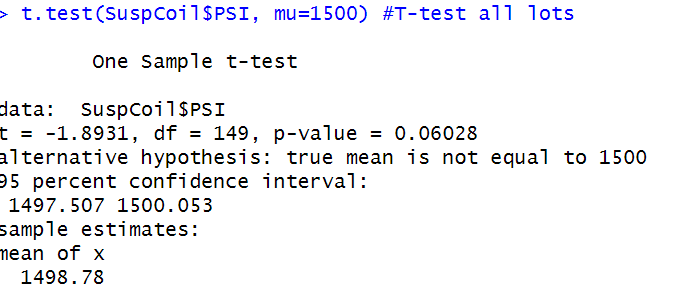 > t.test(SuspCoil$PSI, mu=1500) #T-test all lots
One Sample t-test
data: SuspCoil$PSI
t = -1.8931, df = 149, p-value = 0.06028
alternative hypothesis: true mean is not equal to 1500
95 percent confidence interval:
1497.507 1500.053
sample estimates:
mean of x
1498.78